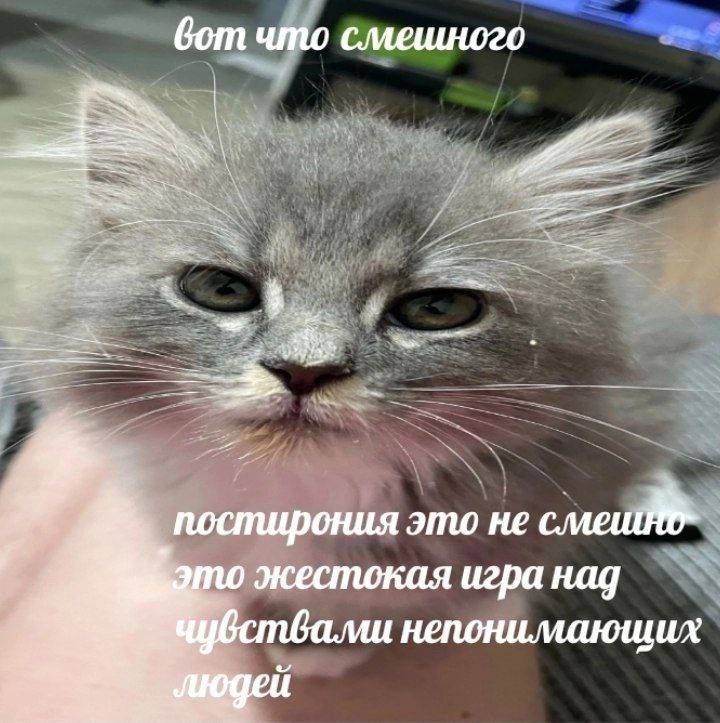 вот что смешного
постирония это не смешно
это жестокая игра над
чувствами непонимающих
людей